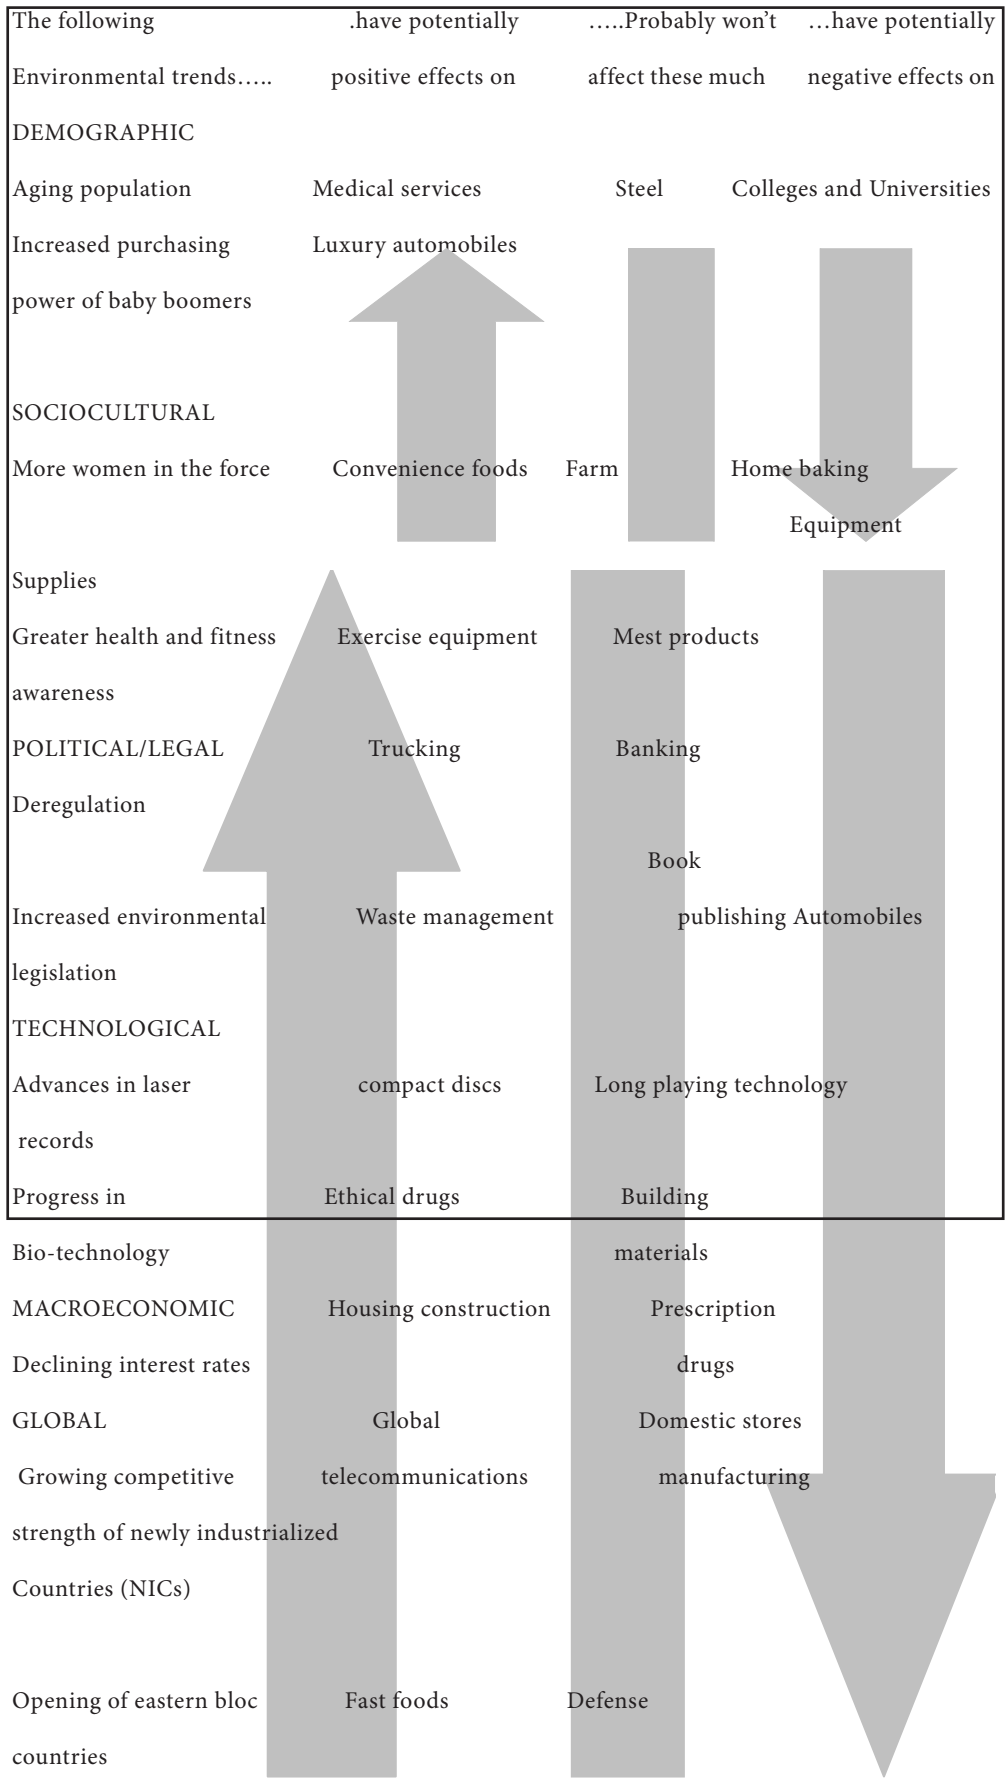 The following .have potentially …..Probably won’t …have potentially
Environmental trends….. positive effects on affect these much negative effects on
DEMOGRAPHIC
Aging population Medical services Steel Colleges and Universities
Increased purchasing Luxury automobiles
power of baby boomers
SOCIOCULTURAL
More women in the force Convenience foods Farm Home baking
Equipment
Supplies
Greater health and fitness Exercise equipment Mest products
awareness
POLITICAL/LEGAL Trucking Banking
Deregulation
Book
Increased environmental Waste management publishing Automobiles
legislation
TECHNOLOGICAL
Advances in laser compact discs Long playing technology
records
Progress in Ethical drugs Building
Bio-technology materials
MACROECONOMIC Housing construction Prescription
Declining interest rates drugs
GLOBAL Global Domestic stores
Growing competitive telecommunications manufacturing
strength of newly industrialized
Countries (NICs)
Opening of eastern bloc Fast foods Defense
countries